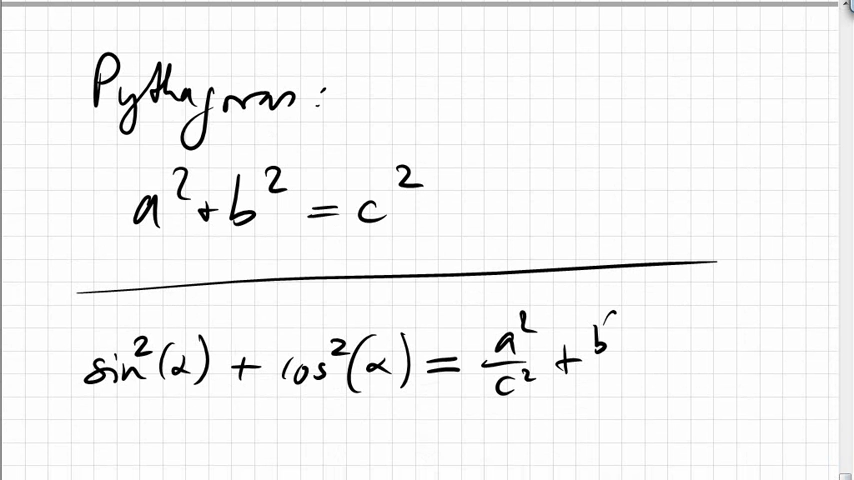 Pythagoras:
a² + b² = c²
sin²(α) + cos²(α) = a²/c² + b